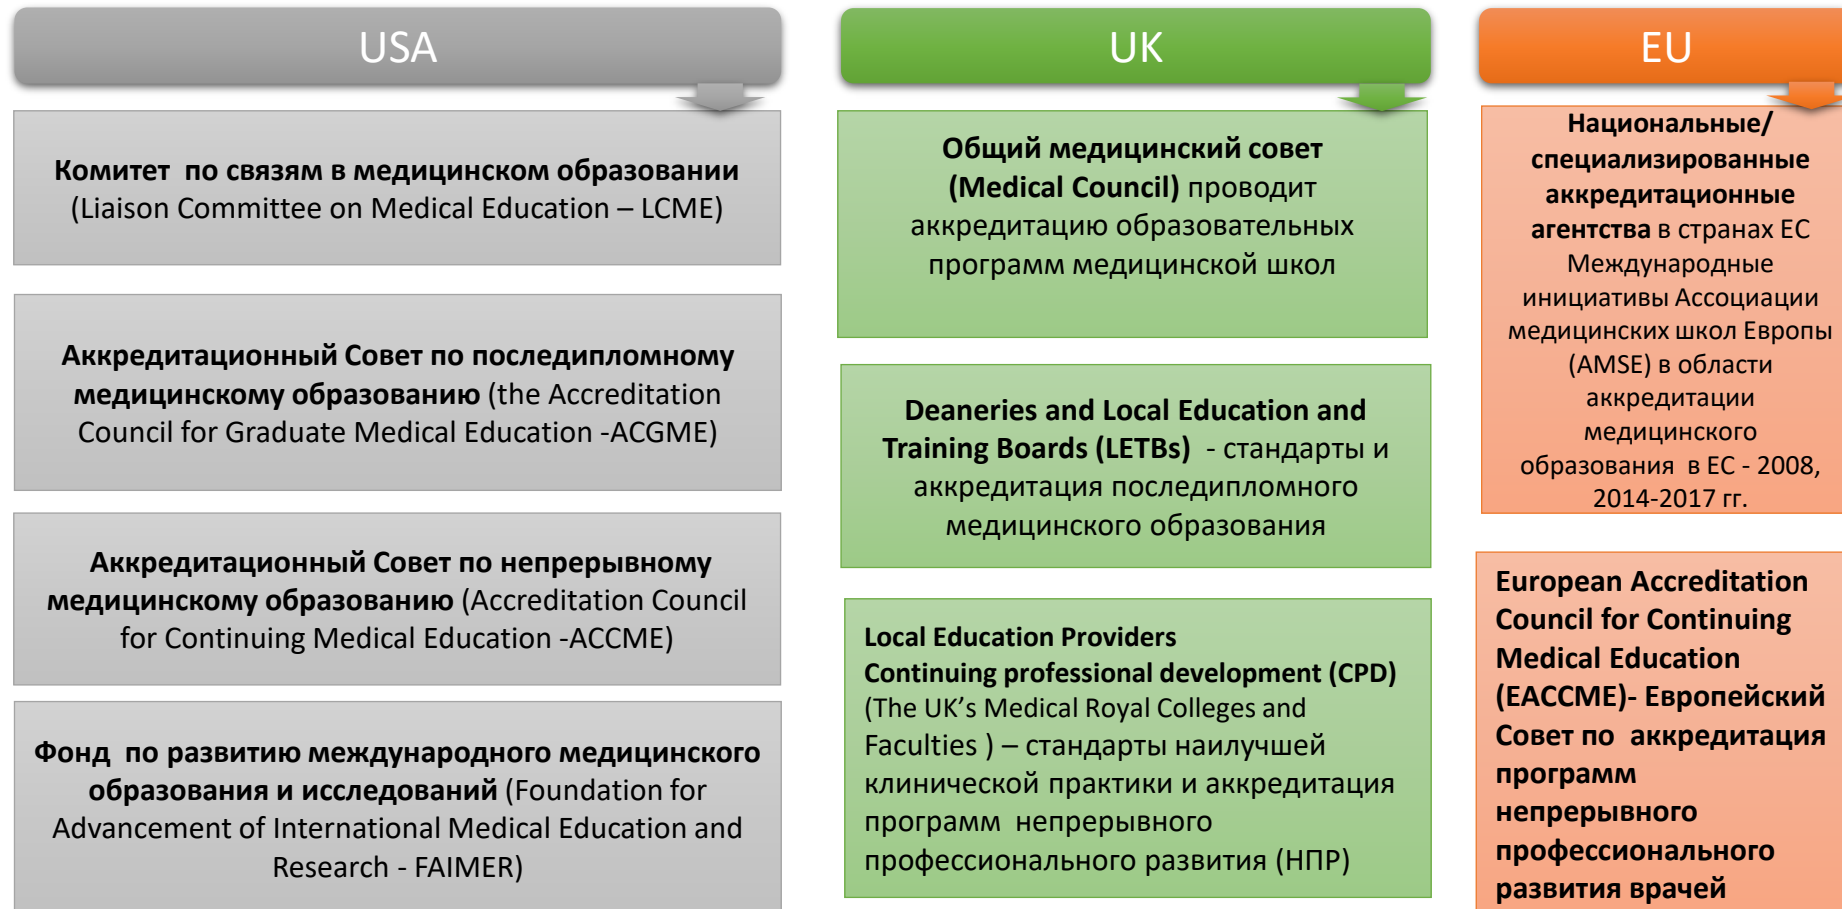 USA
Комитет по связям в медицинском образовании
(Liaison Committee on Medical Education – LCME)
Аккредитационный Совет по последипломному
медицинскому образованию (the Accreditation
Council for Graduate Medical Education -ACGME)
Аккредитационный Совет по непрерывному
медицинскому образованию (Accreditation Council
for Continuing Medical Education -ACCME)
Фонд по развитию международного медицинского
образования и исследований (Foundation for
Advancement of International Medical Education and
Research - FAIMER)
UK
Общий медицинский совет
(Medical Council) проводит
аккредитацию образовательных
программ медицинской школ
Deaneries and Local Education and
Training Boards (LETBs) - стандарты и
аккредитация последипломного
медицинского образования
Local Education Providers
Continuing professional development (CPD)
(The UK’s Medical Royal Colleges and
Faculties ) – стандарты наилучшей
клинической практики и аккредитация
программ непрерывного
профессионального развития (НПР)
EU
Национальные/
специализированные
аккредитационные
агентства в странах ЕС
Международные
инициативы Ассоциации
медицинских школ Европы
(AMSE) в области
аккредитации
медицинского
образования в ЕС - 2008,
2014-2017 гг.
European Accreditation
Council for Continuing
Medical Education
(EACCME)- Европейский
Совет по аккредитация
программ
непрерывного
профессионального
развития врачей